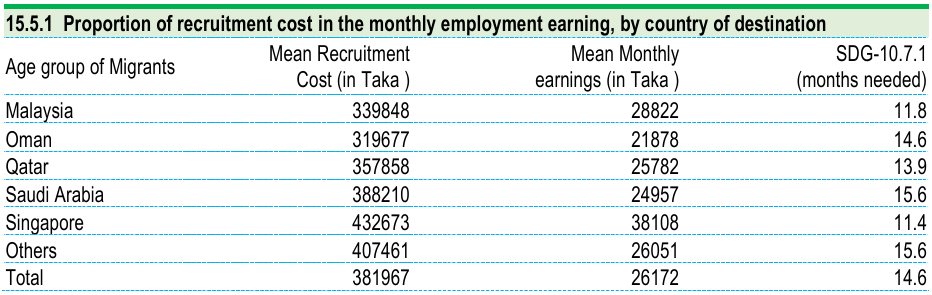 15.5.1 Proportion of recruitment cost in the monthly employment earning, by country of destination
Age group of Migrants Mean Recruitment Cost (in Taka ) Mean Monthly earnings (in Taka ) SDG-10.7.1 (months needed)
Malaysia 339848 28822 11.8
Oman 319677 21878 14.6
Qatar 357858 25782 13.9
Saudi Arabia 388210 24957 15.6
Singapore 432673 38108 11.4
Others 407461 26051 15.6
Total 381967 26172 14.6